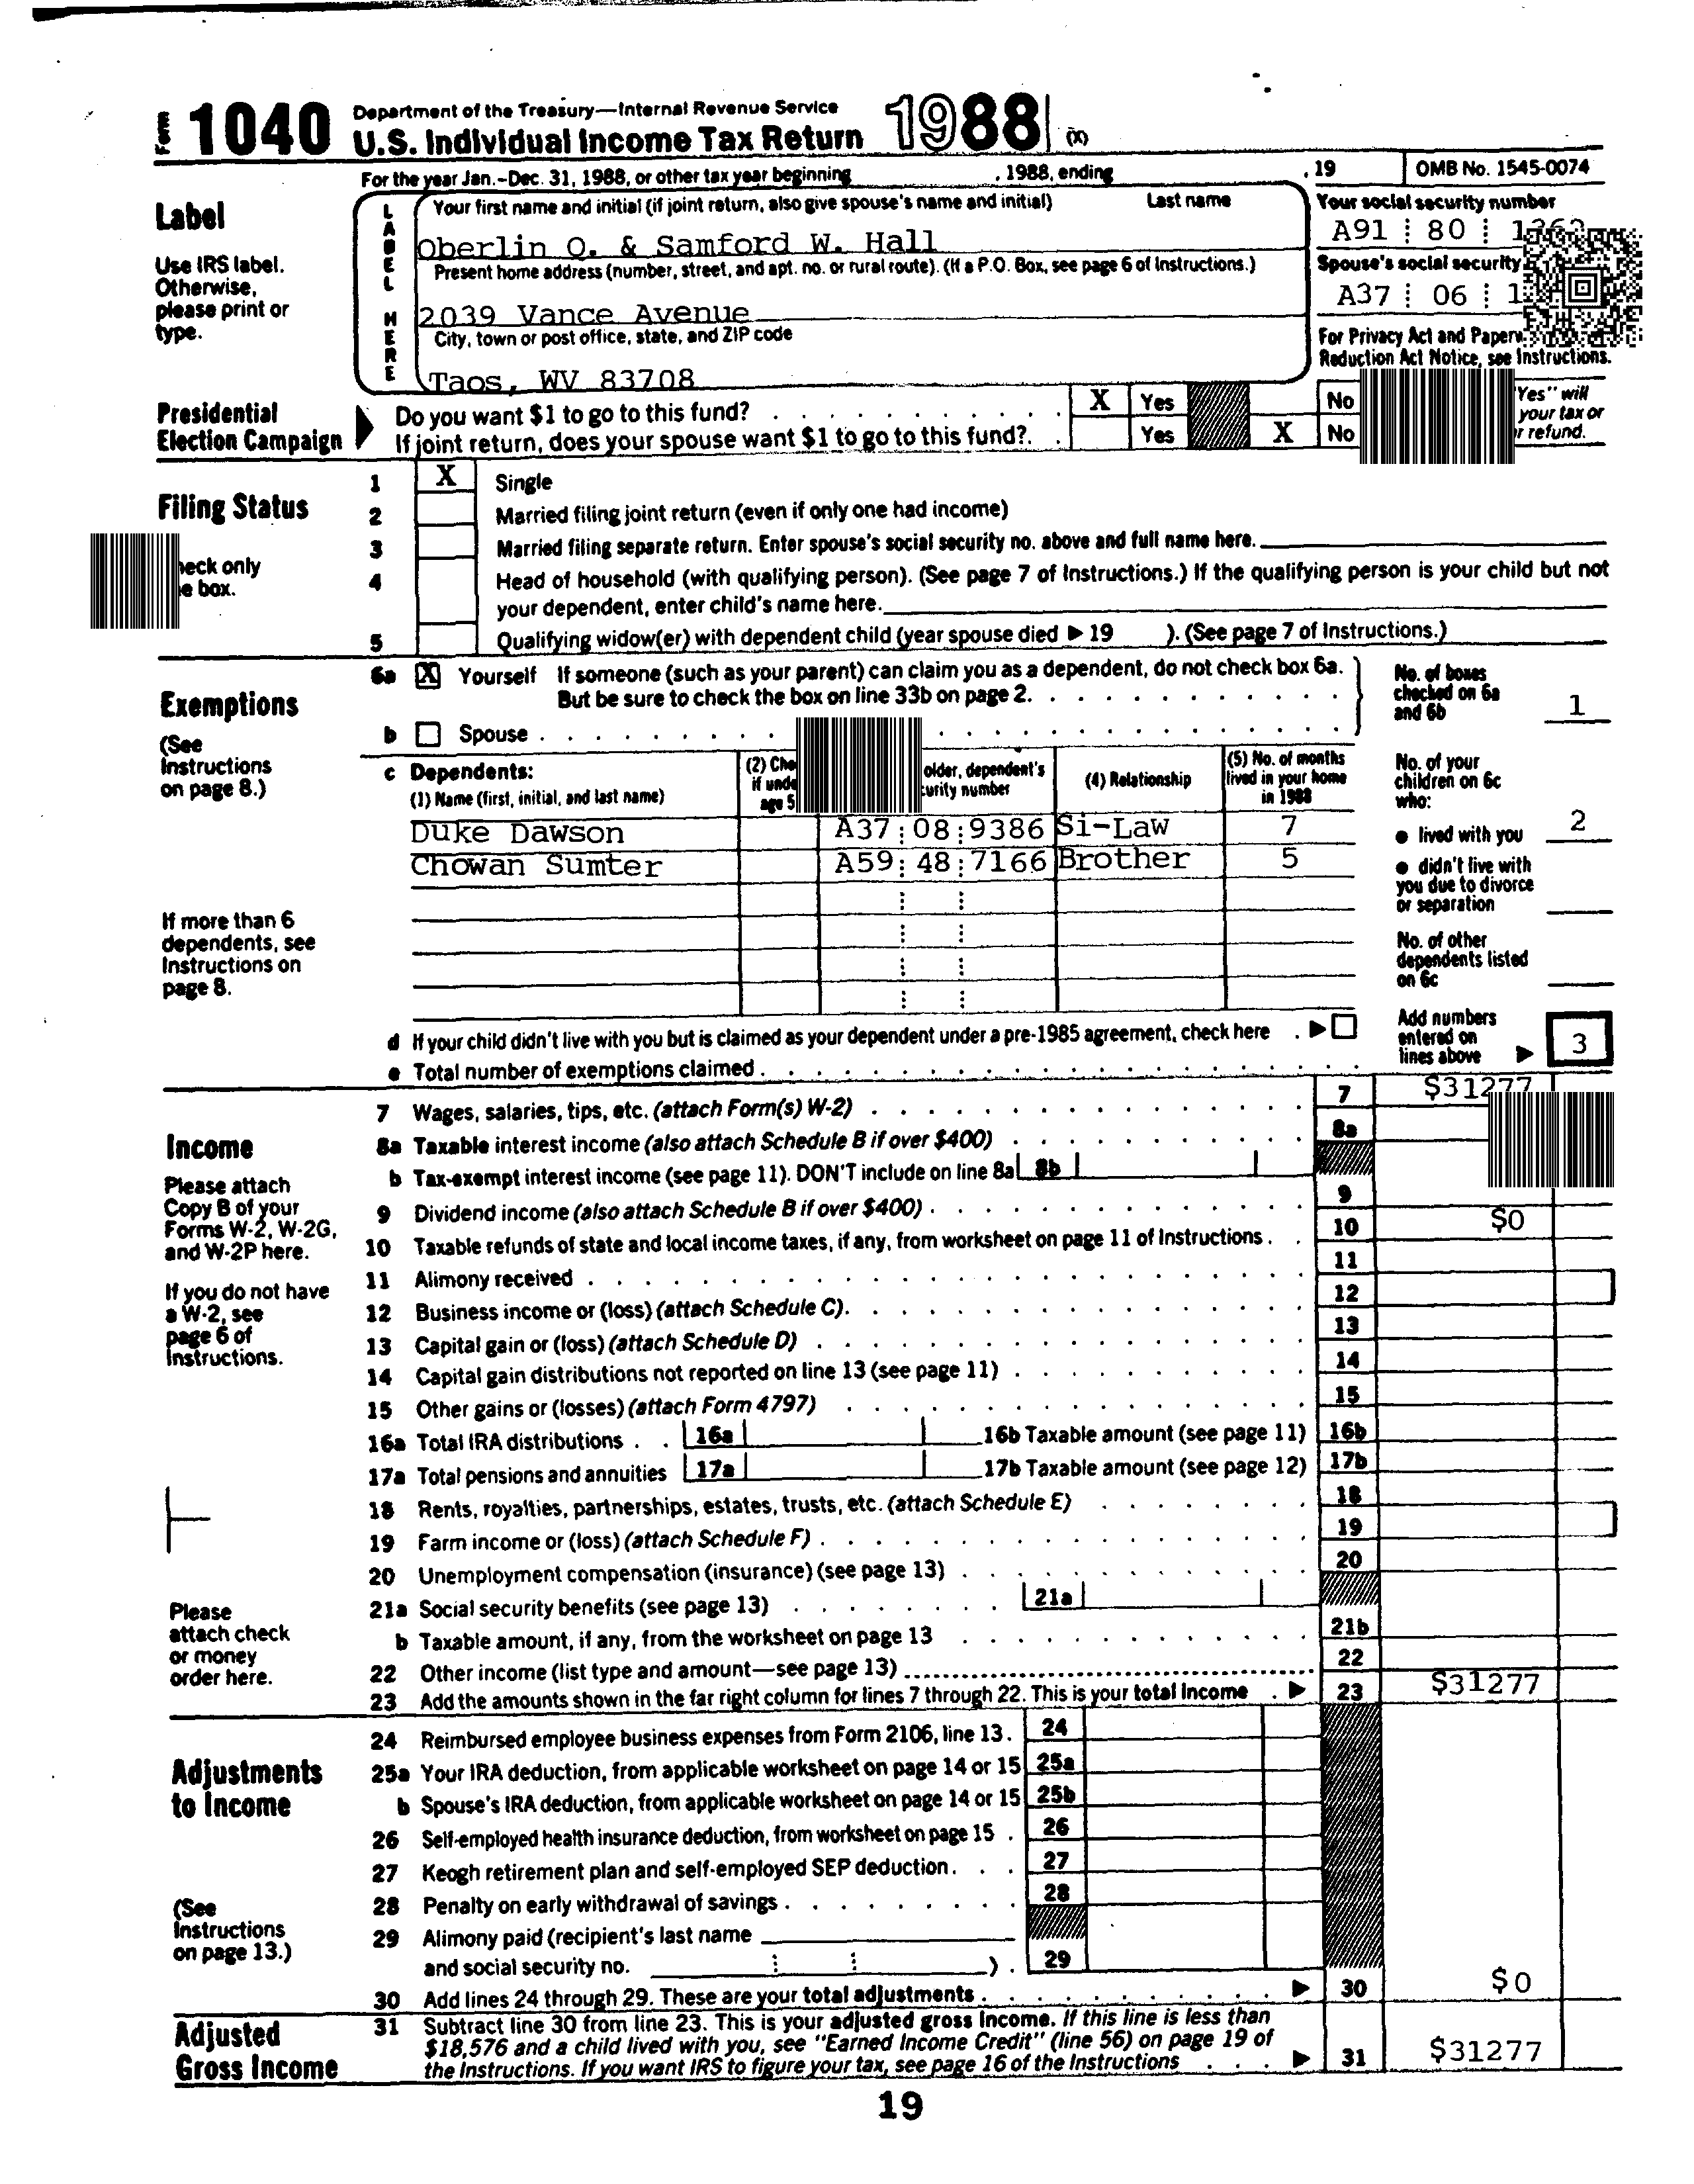 Form 1040 Department of the Treasury—Internal Revenue Service
U.S. Individual Income Tax Return 1988 (X)
For the year Jan.-Dec. 31, 1988, or other tax year beginning , 1988, ending , 19 OMB No. 1545-0074
Label
Use IRS label. Otherwise, please print or type.
LABEL HERE
Your first name and initial (if joint return, also give spouse's name and initial) Last name
Oberlin O. & Samford W. Hall
Your social security number
A91 80
Present home address (number, street, and apt. no. or rural route). (If a P.O. Box, see page 6 of Instructions.)
2039 Vance Avenue
Spouse's social security
A37 06 1
City, town or post office, state, and ZIP code
Taos, WV 83708
For Privacy Act and
Reduction Act Notice, see Instructions.
Presidential Election Campaign
Do you want $1 to go to this fund? X Yes No
If joint return, does your spouse want $1 to go to this fund? Yes X No
"Yes" will
your tax or
refund.
Filing Status
only
box.
1 X Single
2 Married filing joint return (even if only one had income)
3 Married filing separate return. Enter spouse's social security no. above and full name here.
4 Head of household (with qualifying person). (See page 7 of Instructions.) If the qualifying person is your child but not
your dependent, enter child's name here.
5 Qualifying widow(er) with dependent child (year spouse died ▶ 19 ). (See page 7 of Instructions.)
Exemptions
(See Instructions on page 8.)
6a X Yourself If someone (such as your parent) can claim you as a dependent, do not check box 6a.
But be sure to check the box on line 33b on page 2.
b Spouse
No. of boxes checked on 6a and 6b 1
c Dependents:
(1) Name (first, initial, and last name)
(2)
if
age 5
older, dependent's
number
(4) Relationship
(5) No. of months lived in your home in 1988
Duke Dawson A37 08 9386 Si-Law 7
Chowan Sumter A59 48 7166 Brother 5
No. of your children on 6c who:
● lived with you 2
● didn't live with you due to divorce or separation
No. of other dependents listed on 6c
If more than 6 dependents, see Instructions on page 8.
d If your child didn't live with you but is claimed as your dependent under a pre-1985 agreement, check here ▶
e Total number of exemptions claimed
Add numbers entered on lines above ▶ 3
Income
Please attach Copy B of your Forms W-2, W-2G, and W-2P here.
If you do not have a W-2, see page 6 of Instructions.
Please attach check or money order here.
7 Wages, salaries, tips, etc. (attach Form(s) W-2) 7 $31277
8a Taxable interest income (also attach Schedule B if over $400) 8a
b Tax-exempt interest income (see page 11). DON'T include on line 8a 8b
9 Dividend income (also attach Schedule B if over $400) 9
10 Taxable refunds of state and local income taxes, if any, from worksheet on page 11 of Instructions 10 $0
11 Alimony received 11
12 Business income or (loss) (attach Schedule C) 12
13 Capital gain or (loss) (attach Schedule D) 13
14 Capital gain distributions not reported on line 13 (see page 11) 14
15 Other gains or (losses) (attach Form 4797) 15
16a Total IRA distributions 16a 16b Taxable amount (see page 11) 16b
17a Total pensions and annuities 17a 17b Taxable amount (see page 12) 17b
18 Rents, royalties, partnerships, estates, trusts, etc. (attach Schedule E) 18
19 Farm income or (loss) (attach Schedule F) 19
20 Unemployment compensation (insurance) (see page 13) 20
21a Social security benefits (see page 13) 21a
b Taxable amount, if any, from the worksheet on page 13 21b
22 Other income (list type and amount—see page 13) 22
23 Add the amounts shown in the far right column for lines 7 through 22. This is your total income ▶ 23 $31277
Adjustments to Income
(See Instructions on page 13.)
24 Reimbursed employee business expenses from Form 2106, line 13. 24
25a Your IRA deduction, from applicable worksheet on page 14 or 15 25a
b Spouse's IRA deduction, from applicable worksheet on page 14 or 15 25b
26 Self-employed health insurance deduction, from worksheet on page 15 26
27 Keogh retirement plan and self-employed SEP deduction 27
28 Penalty on early withdrawal of savings 28
29 Alimony paid (recipient's last name
and social security no. ) 29
30 Add lines 24 through 29. These are your total adjustments ▶ 30 $0
Adjusted Gross Income
31 Subtract line 30 from line 23. This is your adjusted gross income. If this line is less than
$18,576 and a child lived with you, see "Earned Income Credit" (line 56) on page 19 of
the Instructions. If you want IRS to figure your tax, see page 16 of the Instructions ▶ 31 $31277
19